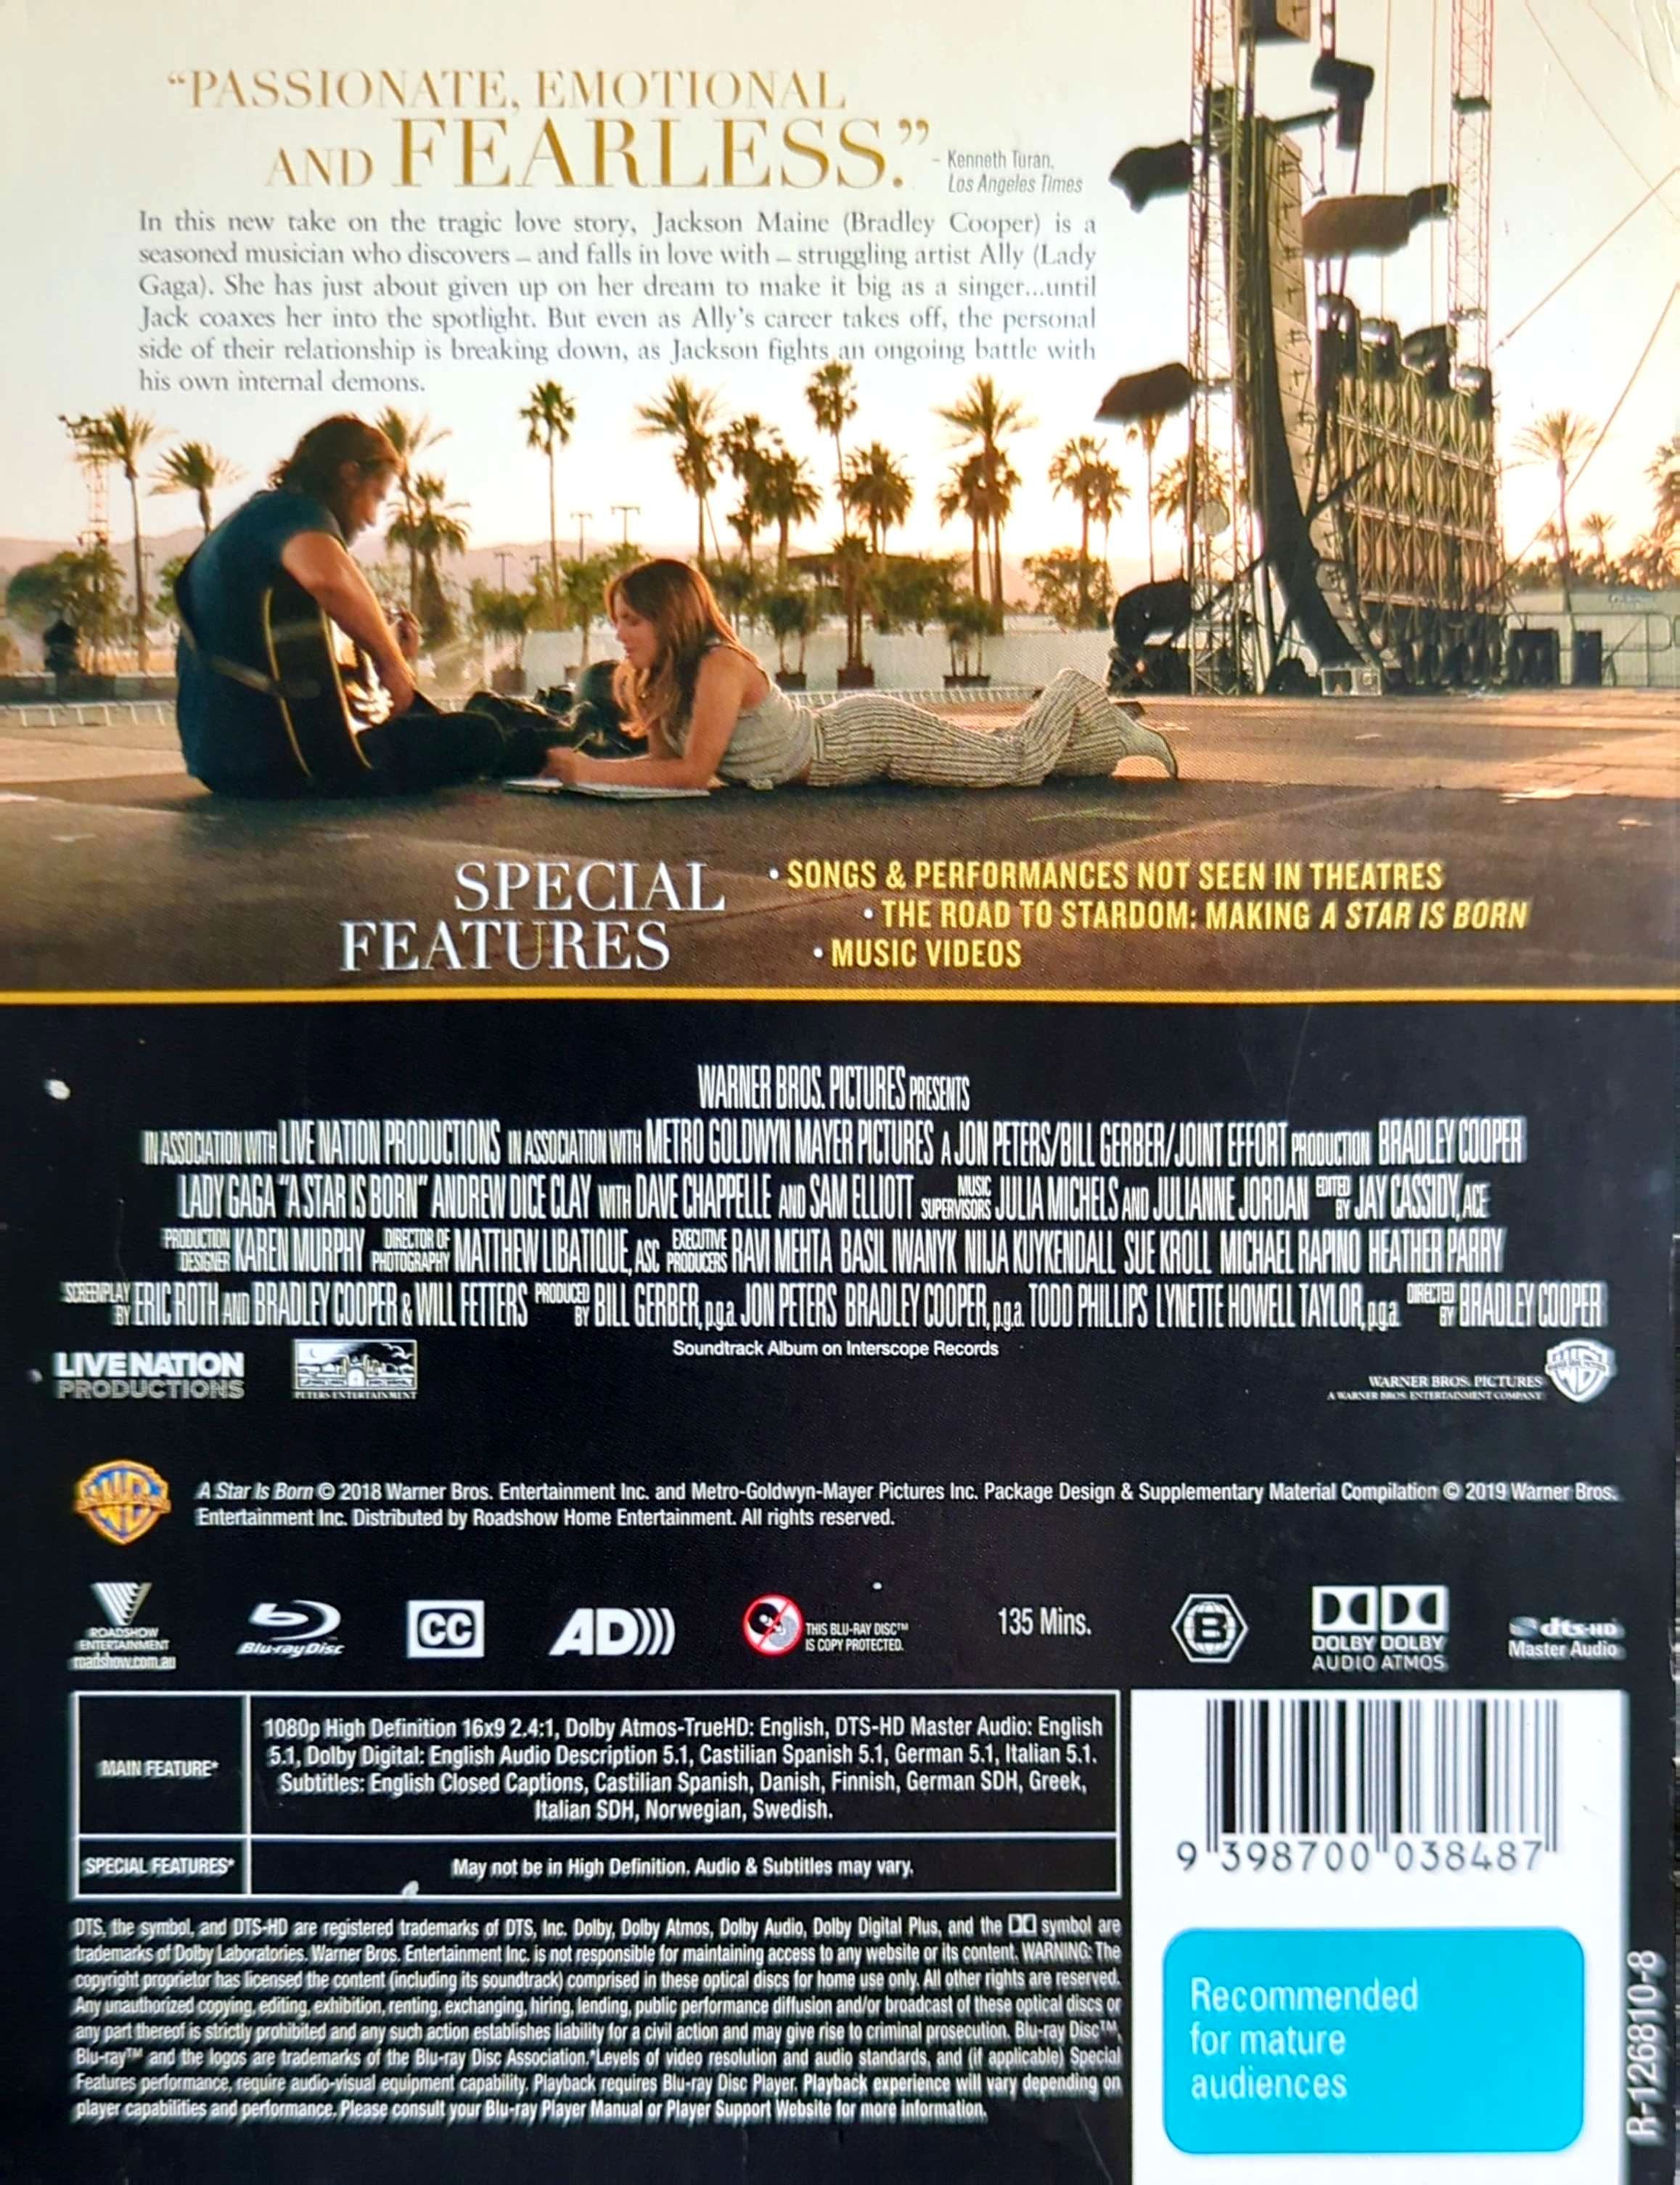 “PASSIONATE, EMOTIONAL
AND FEARLESS.”
- Kenneth Turan,
Los Angeles Times
In this new take on the tragic love story, Jackson Maine (Bradley Cooper) is a
seasoned musician who discovers – and falls in love with – struggling artist Ally (Lady
Gaga). She has just about given up on her dream to make it big as a singer...until
Jack coaxes her into the spotlight. But even as Ally's career takes off, the personal
side of their relationship is breaking down, as Jackson fights an ongoing battle with
his own internal demons.
SPECIAL
FEATURES
• SONGS & PERFORMANCES NOT SEEN IN THEATRES
• THE ROAD TO STARDOM: MAKING A STAR IS BORN
• MUSIC VIDEOS
WARNER BROS. PICTURES PRESENTS
IN ASSOCIATION WITH LIVE NATION PRODUCTIONS IN ASSOCIATION WITH METRO GOLDWYN MAYER PICTURES A JON PETERS/BILL GERBER/JOINT EFFORT PRODUCTION BRADLEY COOPER
LADY GAGA "A STAR IS BORN" ANDREW DICE CLAY WITH DAVE CHAPPELLE AND SAM ELLIOTT MUSIC SUPERVISORS JULIA MICHELS AND JULIANNE JORDAN EDITED BY JAY CASSIDY, ACE
PRODUCTION DESIGNER KAREN MURPHY DIRECTOR OF PHOTOGRAPHY MATTHEW LIBATIQUE, ASC EXECUTIVE PRODUCERS RAVI MEHTA BASIL IWANYK NIIJA KUYKENDALL SUE KROLL MICHAEL RAPINO HEATHER PARRY
SCREENPLAY BY ERIC ROTH AND BRADLEY COOPER & WILL FETTERS PRODUCED BY BILL GERBER, p.g.a. JON PETERS BRADLEY COOPER, p.g.a. TODD PHILLIPS LYNETTE HOWELL TAYLOR, p.g.a. DIRECTED BY BRADLEY COOPER
Soundtrack Album on Interscope Records
LIVE NATION
PRODUCTIONS
PETERS ENTERTAINMENT
WARNER BROS. PICTURES
A WARNER BROS. ENTERTAINMENT COMPANY
WB
A Star Is Born © 2018 Warner Bros. Entertainment Inc. and Metro-Goldwyn-Mayer Pictures Inc. Package Design & Supplementary Material Compilation © 2019 Warner Bros.
Entertainment Inc. Distributed by Roadshow Home Entertainment. All rights reserved.
ROADSHOW
ENTERTAINMENT
roadshow.com.au
Blu-ray Disc
CC
AD)))
THIS BLU-RAY DISC™
IS COPY PROTECTED.
135 Mins.
B
DOLBY DOLBY
AUDIO ATMOS
dts-HD
Master Audio
MAIN FEATURE*
1080p High Definition 16x9 2.4:1, Dolby Atmos-TrueHD: English, DTS-HD Master Audio: English
5.1, Dolby Digital: English Audio Description 5.1, Castilian Spanish 5.1, German 5.1, Italian 5.1.
Subtitles: English Closed Captions, Castilian Spanish, Danish, Finnish, German SDH, Greek,
Italian SDH, Norwegian, Swedish.
SPECIAL FEATURES*
May not be in High Definition. Audio & Subtitles may vary.
9 398700 038487
DTS, the symbol, and DTS-HD are registered trademarks of DTS, Inc. Dolby, Dolby Atmos, Dolby Audio, Dolby Digital Plus, and the symbol are
trademarks of Dolby Laboratories. Warner Bros. Entertainment Inc. is not responsible for maintaining access to any website or its content. WARNING: The
copyright proprietor has licensed the content (including its soundtrack) comprised in these optical discs for home use only. All other rights are reserved.
Any unauthorized copying, editing, exhibition, renting, exchanging, hiring, lending, public performance diffusion and/or broadcast of these optical discs or
any part thereof is strictly prohibited and any such action establishes liability for a civil action and may give rise to criminal prosecution. Blu-ray Disc™,
Blu-ray™ and the logos are trademarks of the Blu-ray Disc Association.*Levels of video resolution and audio standards, and (if applicable) Special
Features performance, require audio-visual equipment capability. Playback requires Blu-ray Disc Player. Playback experience will vary depending on
player capabilities and performance. Please consult your Blu-ray Player Manual or Player Support Website for more information.
Recommended
for mature
audiences
R-126810-8